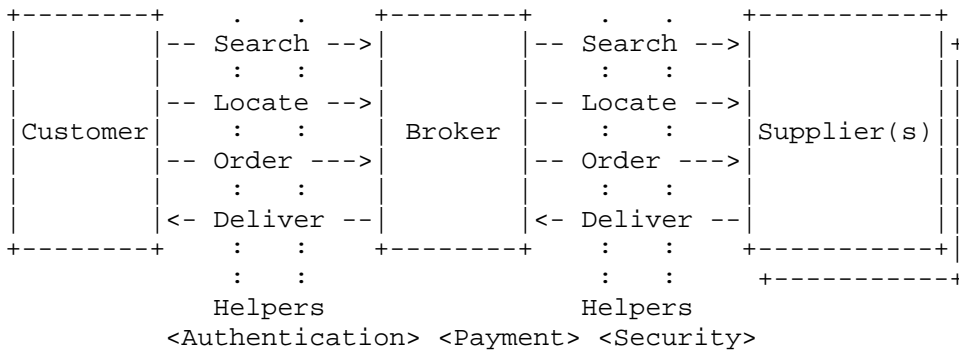 +--------+    .   .    +--------+    .   .    +-----------+
|        |-- Search -->|        |-- Search -->|           |+
|        |    :   :    |        |    :   :    |           ||
|        |-- Locate -->|        |-- Locate -->|           ||
|Customer|    :   :    | Broker |    :   :    |Supplier(s)||
|        |-- Order --->|        |-- Order --->|           ||
|        |    :   :    |        |    :   :    |           ||
|        |<- Deliver --|        |<- Deliver --|           ||
+--------+    :   :    +--------+    :   :    +-----------+|
              :   :                  :   :     +-----------+
             Helpers                Helpers
          <Authentication> <Payment> <Security>